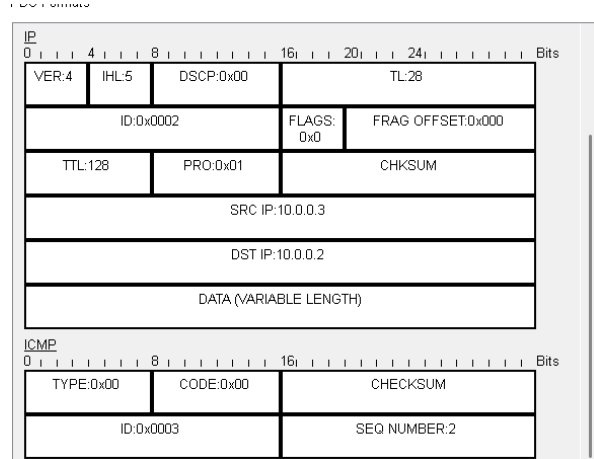 PDU Formats
IP
0 4 8 16 20 24 Bits
VER:4 IHL:5 DSCP:0x00 TL:28
ID:0x0002 FLAGS: 0x0 FRAG OFFSET:0x000
TTL:128 PRO:0x01 CHKSUM
SRC IP:10.0.0.3
DST IP:10.0.0.2
DATA (VARIABLE LENGTH)
ICMP
0 8 16 Bits
TYPE:0x00 CODE:0x00 CHECKSUM
ID:0x0003 SEQ NUMBER:2